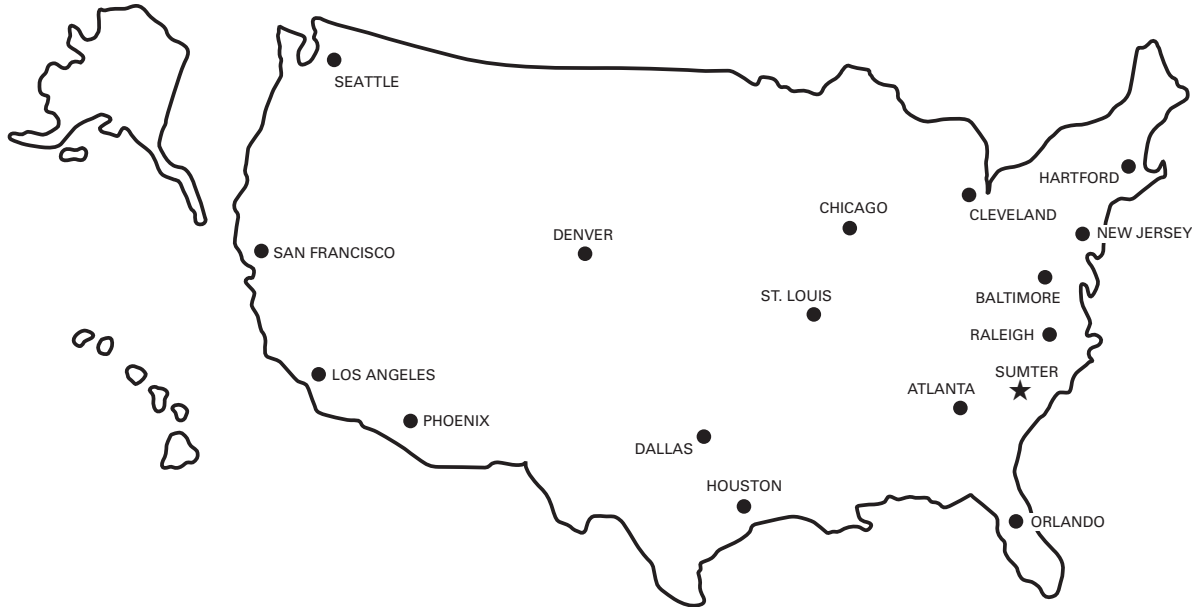 SEATTLE
HARTFORD
CHICAGO
CLEVELAND
NEW JERSEY
DENVER
SAN FRANCISCO
ST. LOUIS
BALTIMORE
RALEIGH
SUMTER
LOS ANGELES
ATLANTA
PHOENIX
DALLAS
HOUSTON
ORLANDO